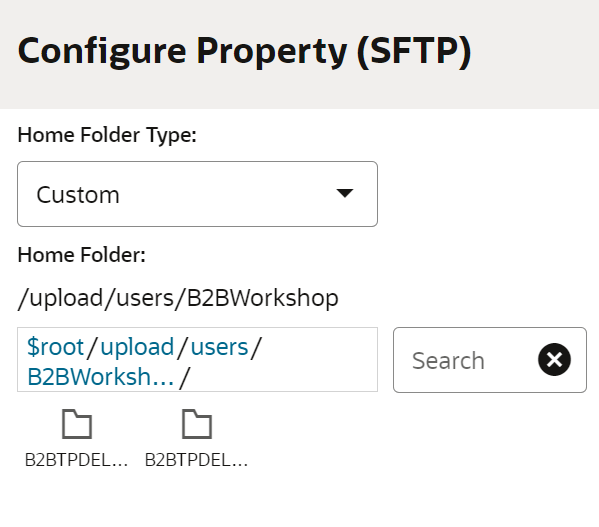 Configure Property (SFTP)
Home Folder Type:
Custom
Home Folder:
/upload/users/B2BWorkshop
$root/upload/users/
B2BWorksh... /
Search
B2BTPDEL... B2BTPDEL...